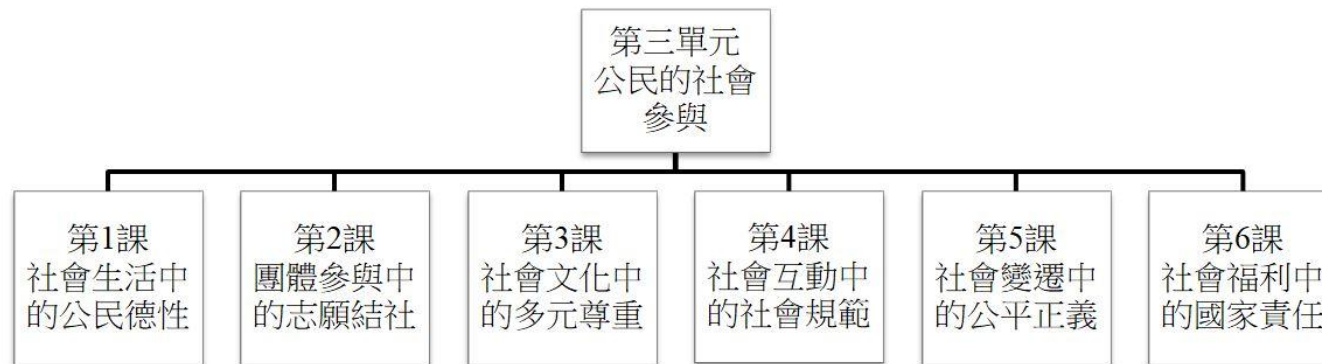 第三單元
公民的社會
參與
第1課
社會生活中
的公民德性
第2課
團體參與中
的志願結社
第3課
社會文化中
的多元尊重
第4課
社會互動中
的社會規範
第5課
社會變遷中
的公平正義
第6課
社會福利中
的國家責任